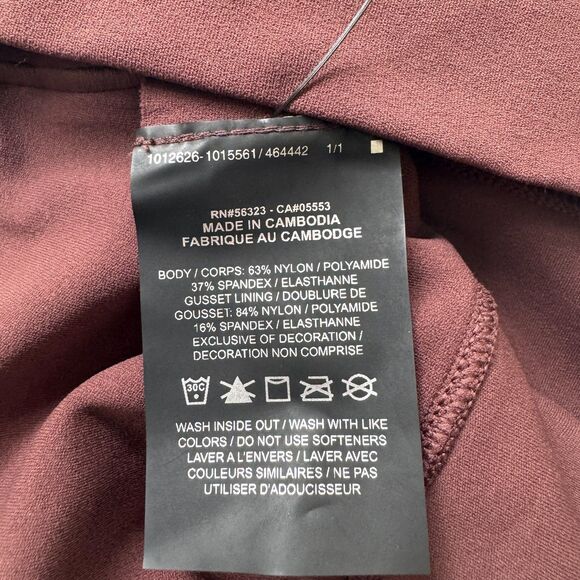 1012626-1015561/464442 1/1
RN#56323 - CA#05553
MADE IN CAMBODIA
FABRIQUE AU CAMBODGE
BODY / CORPS: 63% NYLON / POLYAMIDE
37% SPANDEX / ELASTHANNE
GUSSET LINING / DOUBLURE DE
GOUSSET: 84% NYLON / POLYAMIDE
16% SPANDEX / ELASTHANNE
EXCLUSIVE OF DECORATION /
DECORATION NON COMPRISE
30C
WASH INSIDE OUT / WASH WITH LIKE
COLORS / DO NOT USE SOFTENERS
LAVER A L'ENVERS / LAVER AVEC
COULEURS SIMILAIRES / NE PAS
UTILISER D'ADOUCISSEUR